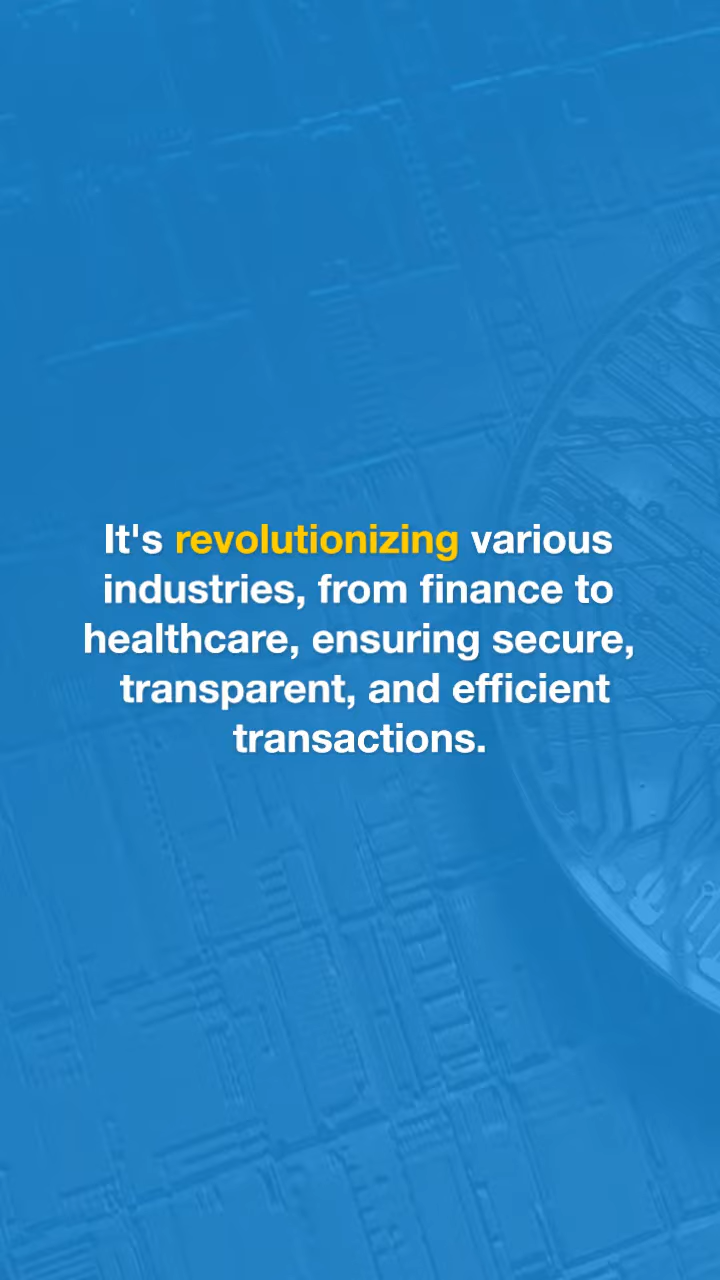 It's revolutionizing various
industries, from finance to
healthcare, ensuring secure,
transparent, and efficient
transactions.